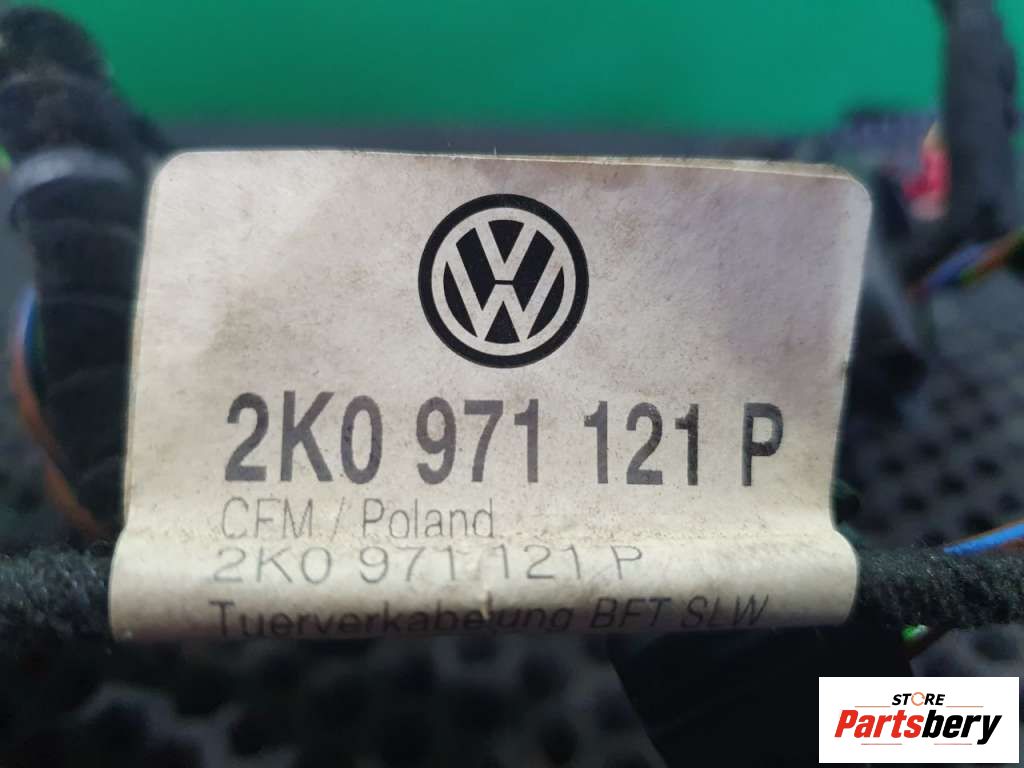 2K0 971 121 P
CFM / Poland
2K0 971 121 P
Tuerverkabelung BFT SLW
STORE
Partsbery